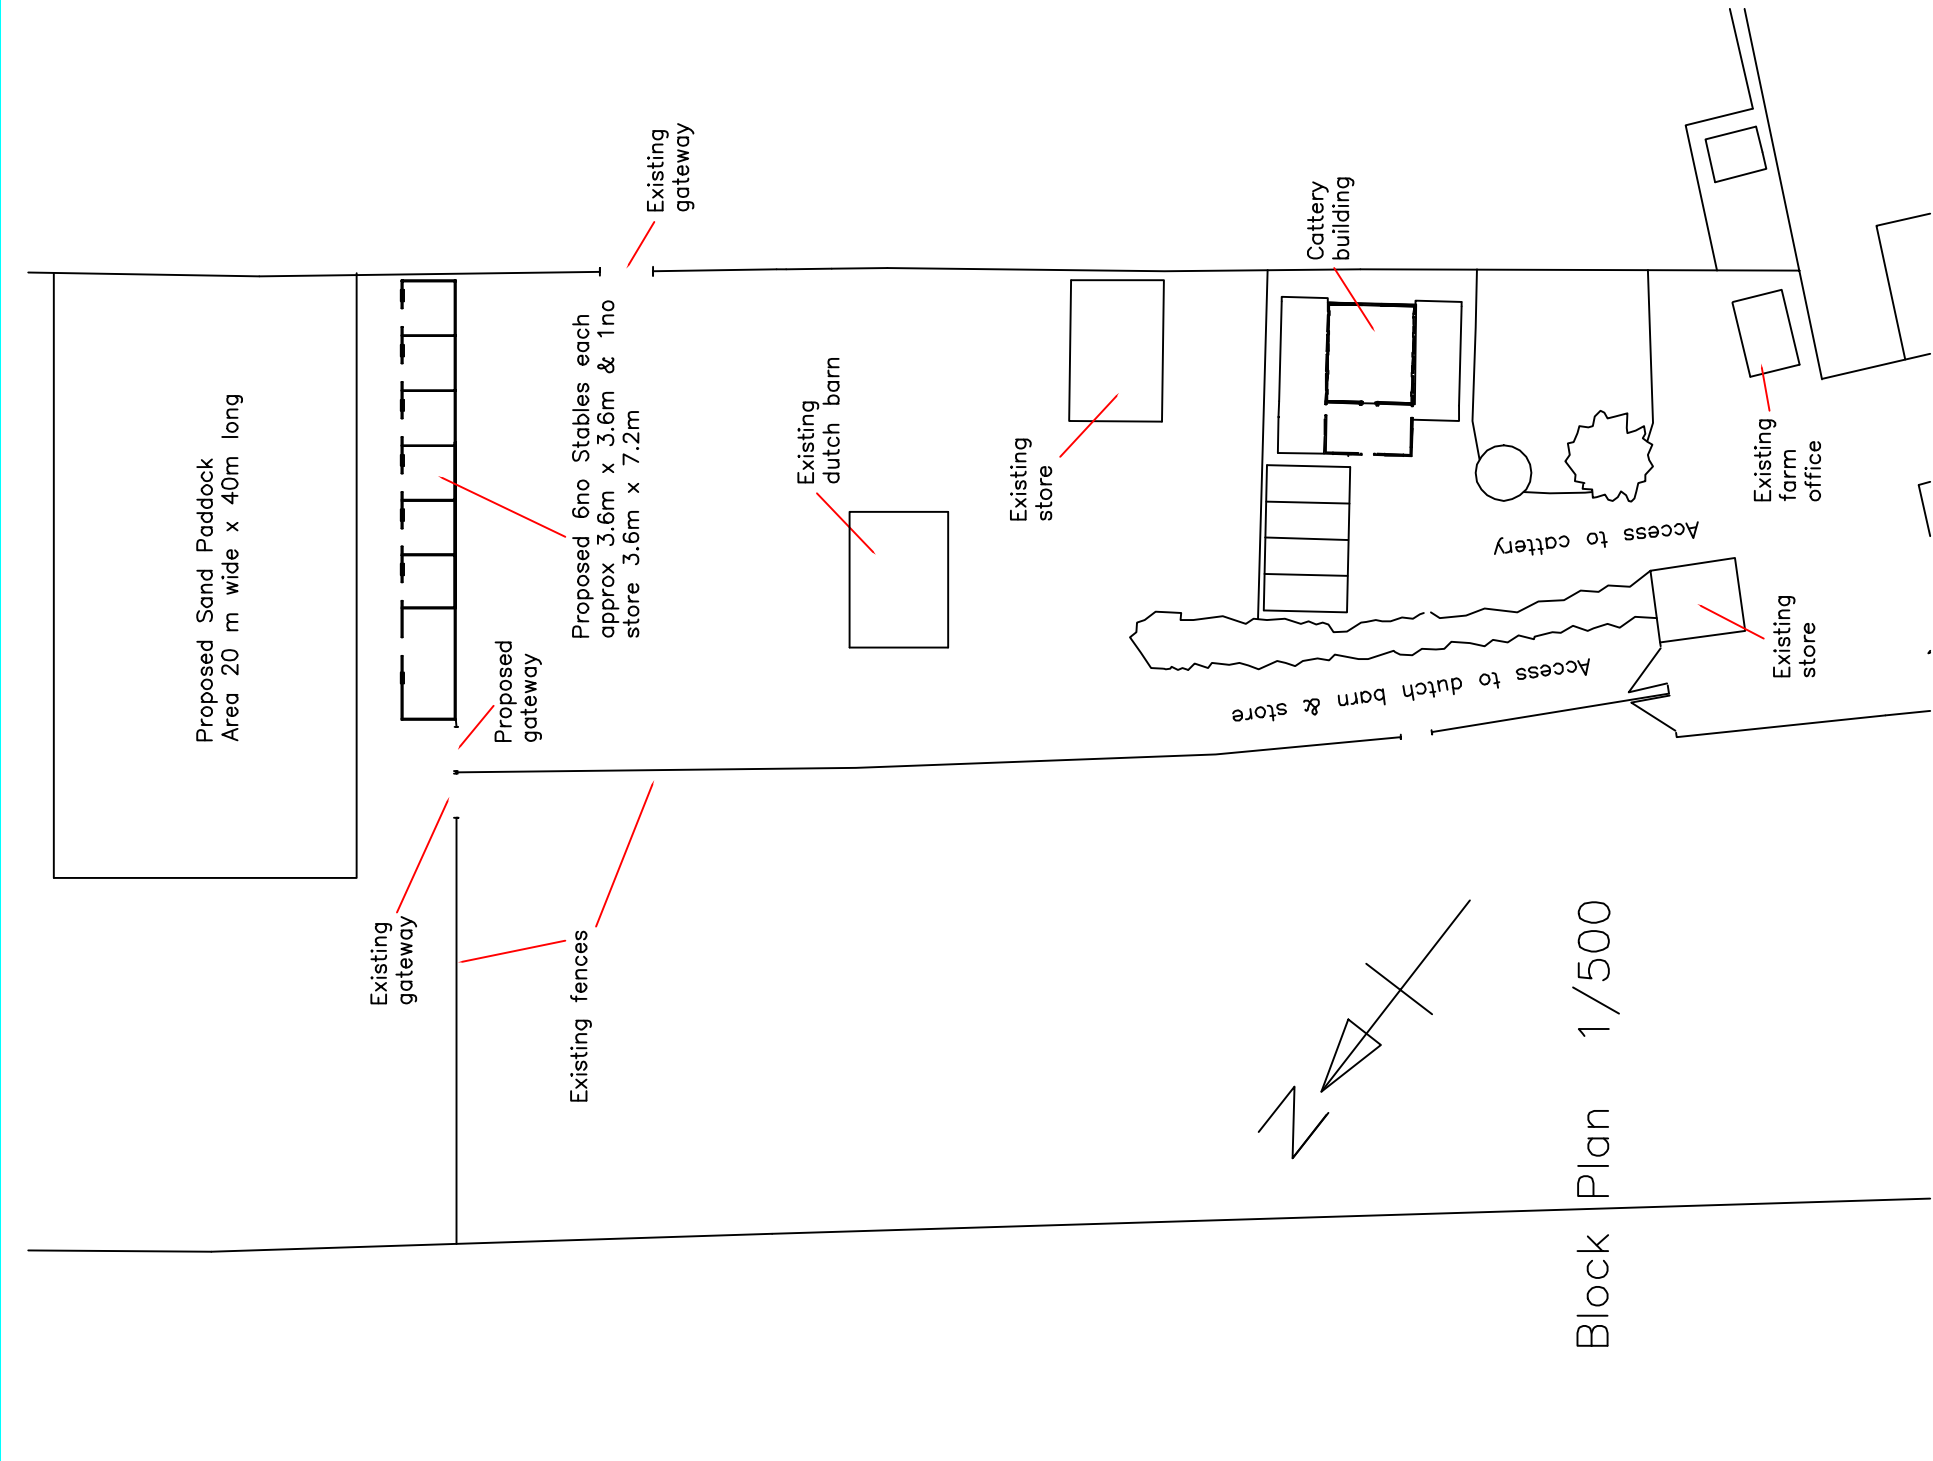 Proposed Sand Paddock
Area 20 m wide x 40m long
Existing
gateway
Proposed
gateway
Existing fences
Proposed 6no Stables each
approx 3.6m x 3.6m & 1no
store 3.6m x 7.2m
Existing
gateway
Existing
dutch barn
Existing
store
Cattery
building
Access to cattery
Access to dutch barn & store
Existing
farm
office
Existing
store
N
Block Plan 1/500